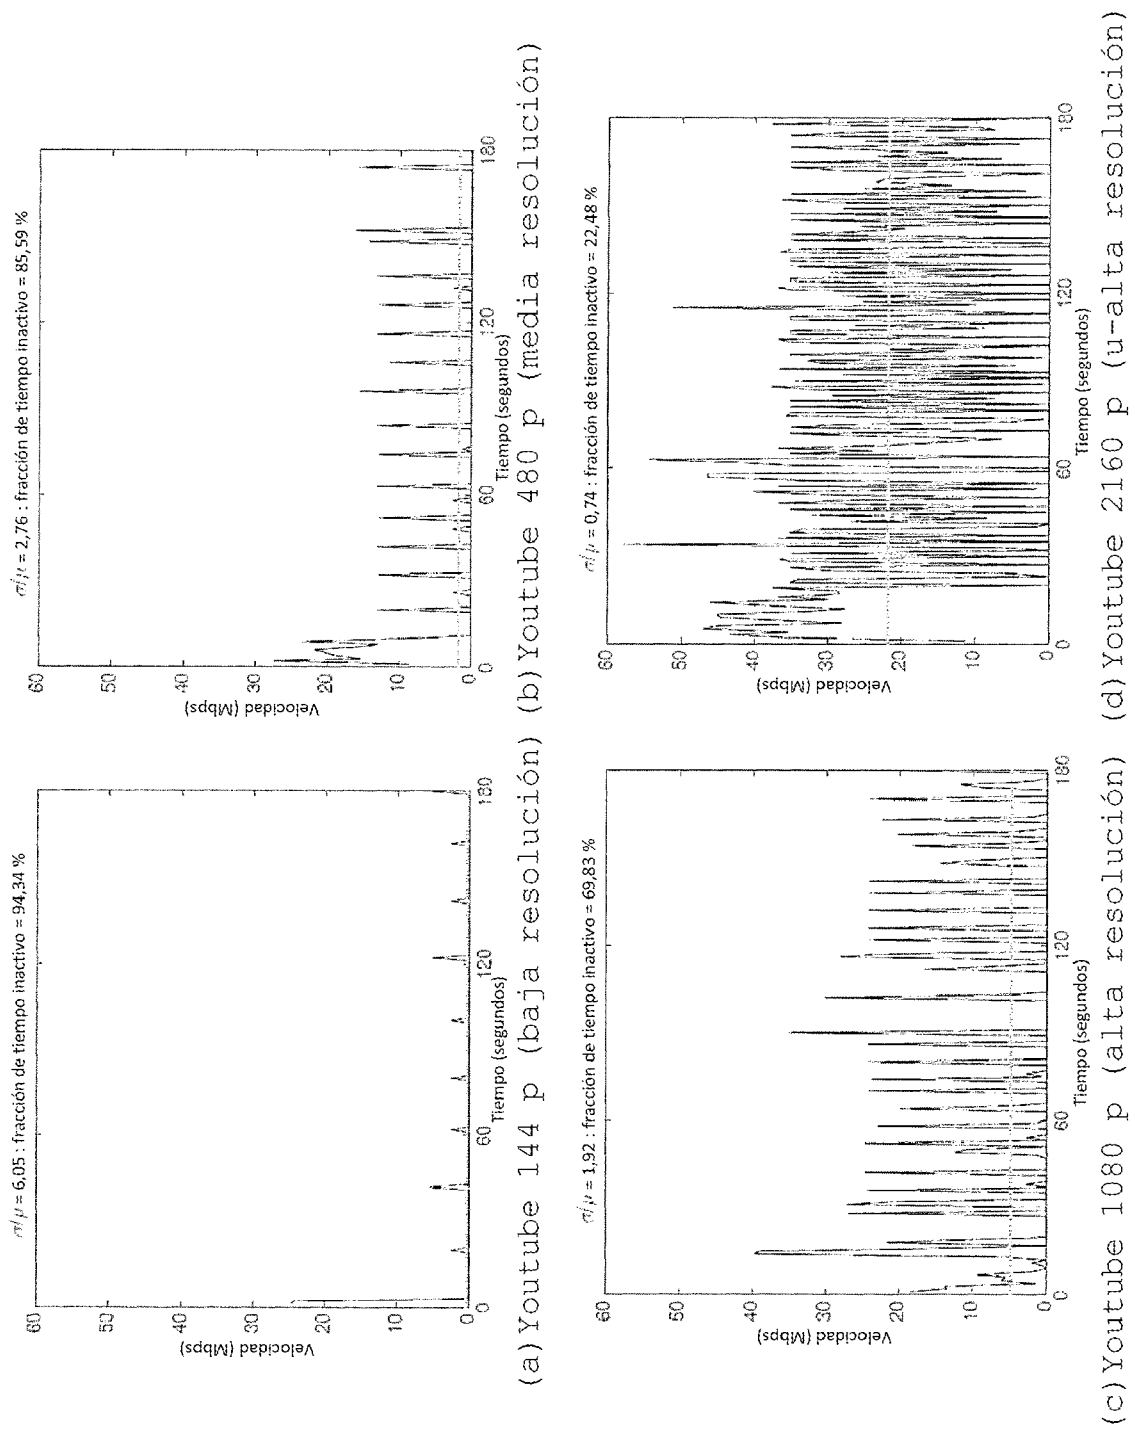 σ/μ = 6,05 : fracción de tiempo inactivo = 94,34 %
Velocidad (Mbps)
60
50
40
30
20
10
0
0
60
120
180
Tiempo (segundos)
(a) Youtube 144 p (baja resolución)
σ/μ = 2,76 : fracción de tiempo inactivo = 85,59 %
Velocidad (Mbps)
60
50
40
30
20
10
0
0
60
120
180
Tiempo (segundos)
(b) Youtube 480 p (media resolución)
σ/μ = 1,92 : fracción de tiempo inactivo = 69,83 %
Velocidad (Mbps)
60
50
40
30
20
10
0
0
60
120
180
Tiempo (segundos)
(c) Youtube 1080 p (alta resolución)
σ/μ = 0,74 : fracción de tiempo inactivo = 22,48 %
Velocidad (Mbps)
60
50
40
30
20
10
0
0
60
120
180
Tiempo (segundos)
(d) Youtube 2160 p (u-alta resolución)